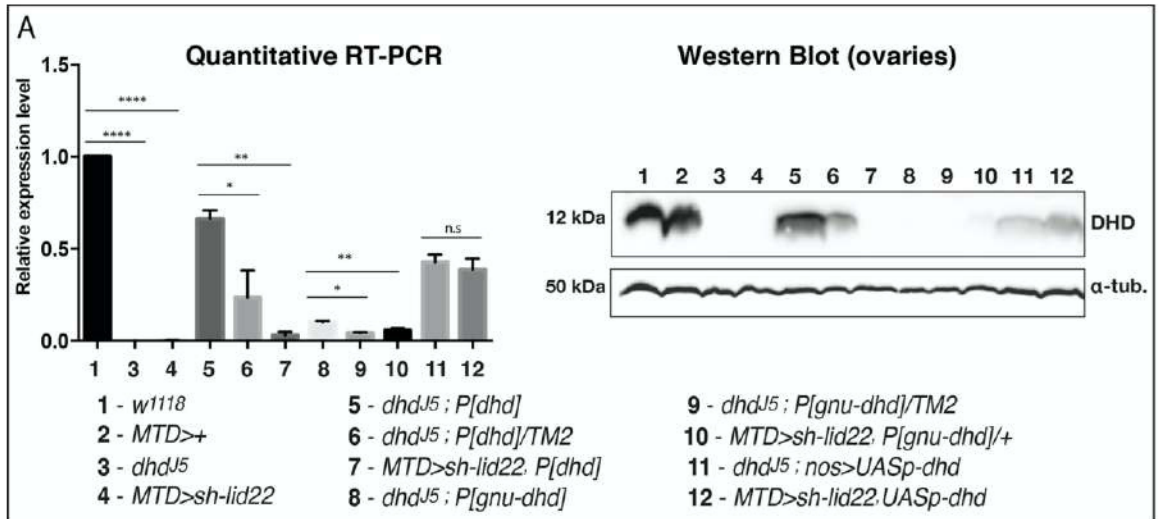 A
Quantitative RT-PCR
Western Blot (ovaries)
Relative expression level
1.5
1.0
0.5
0.0
****
****
**
*
**
*
n.s
1 3 4 5 6 7 8 9 10 11 12
1 2 3 4 5 6 7 8 9 10 11 12
12 kDa
DHD
50 kDa
α-tub.
1 - w1118
2 - MTD>+
3 - dhdJ5
4 - MTD>sh-lid22
5 - dhdJ5 ; P[dhd]
6 - dhdJ5 ; P[dhd]/TM2
7 - MTD>sh-lid22, P[dhd]
8 - dhdJ5 ; P[gnu-dhd]
9 - dhdJ5 ; P[gnu-dhd]/TM2
10 - MTD>sh-lid22, P[gnu-dhd]/+
11 - dhdJ5 ; nos>UASp-dhd
12 - MTD>sh-lid22, UASp-dhd